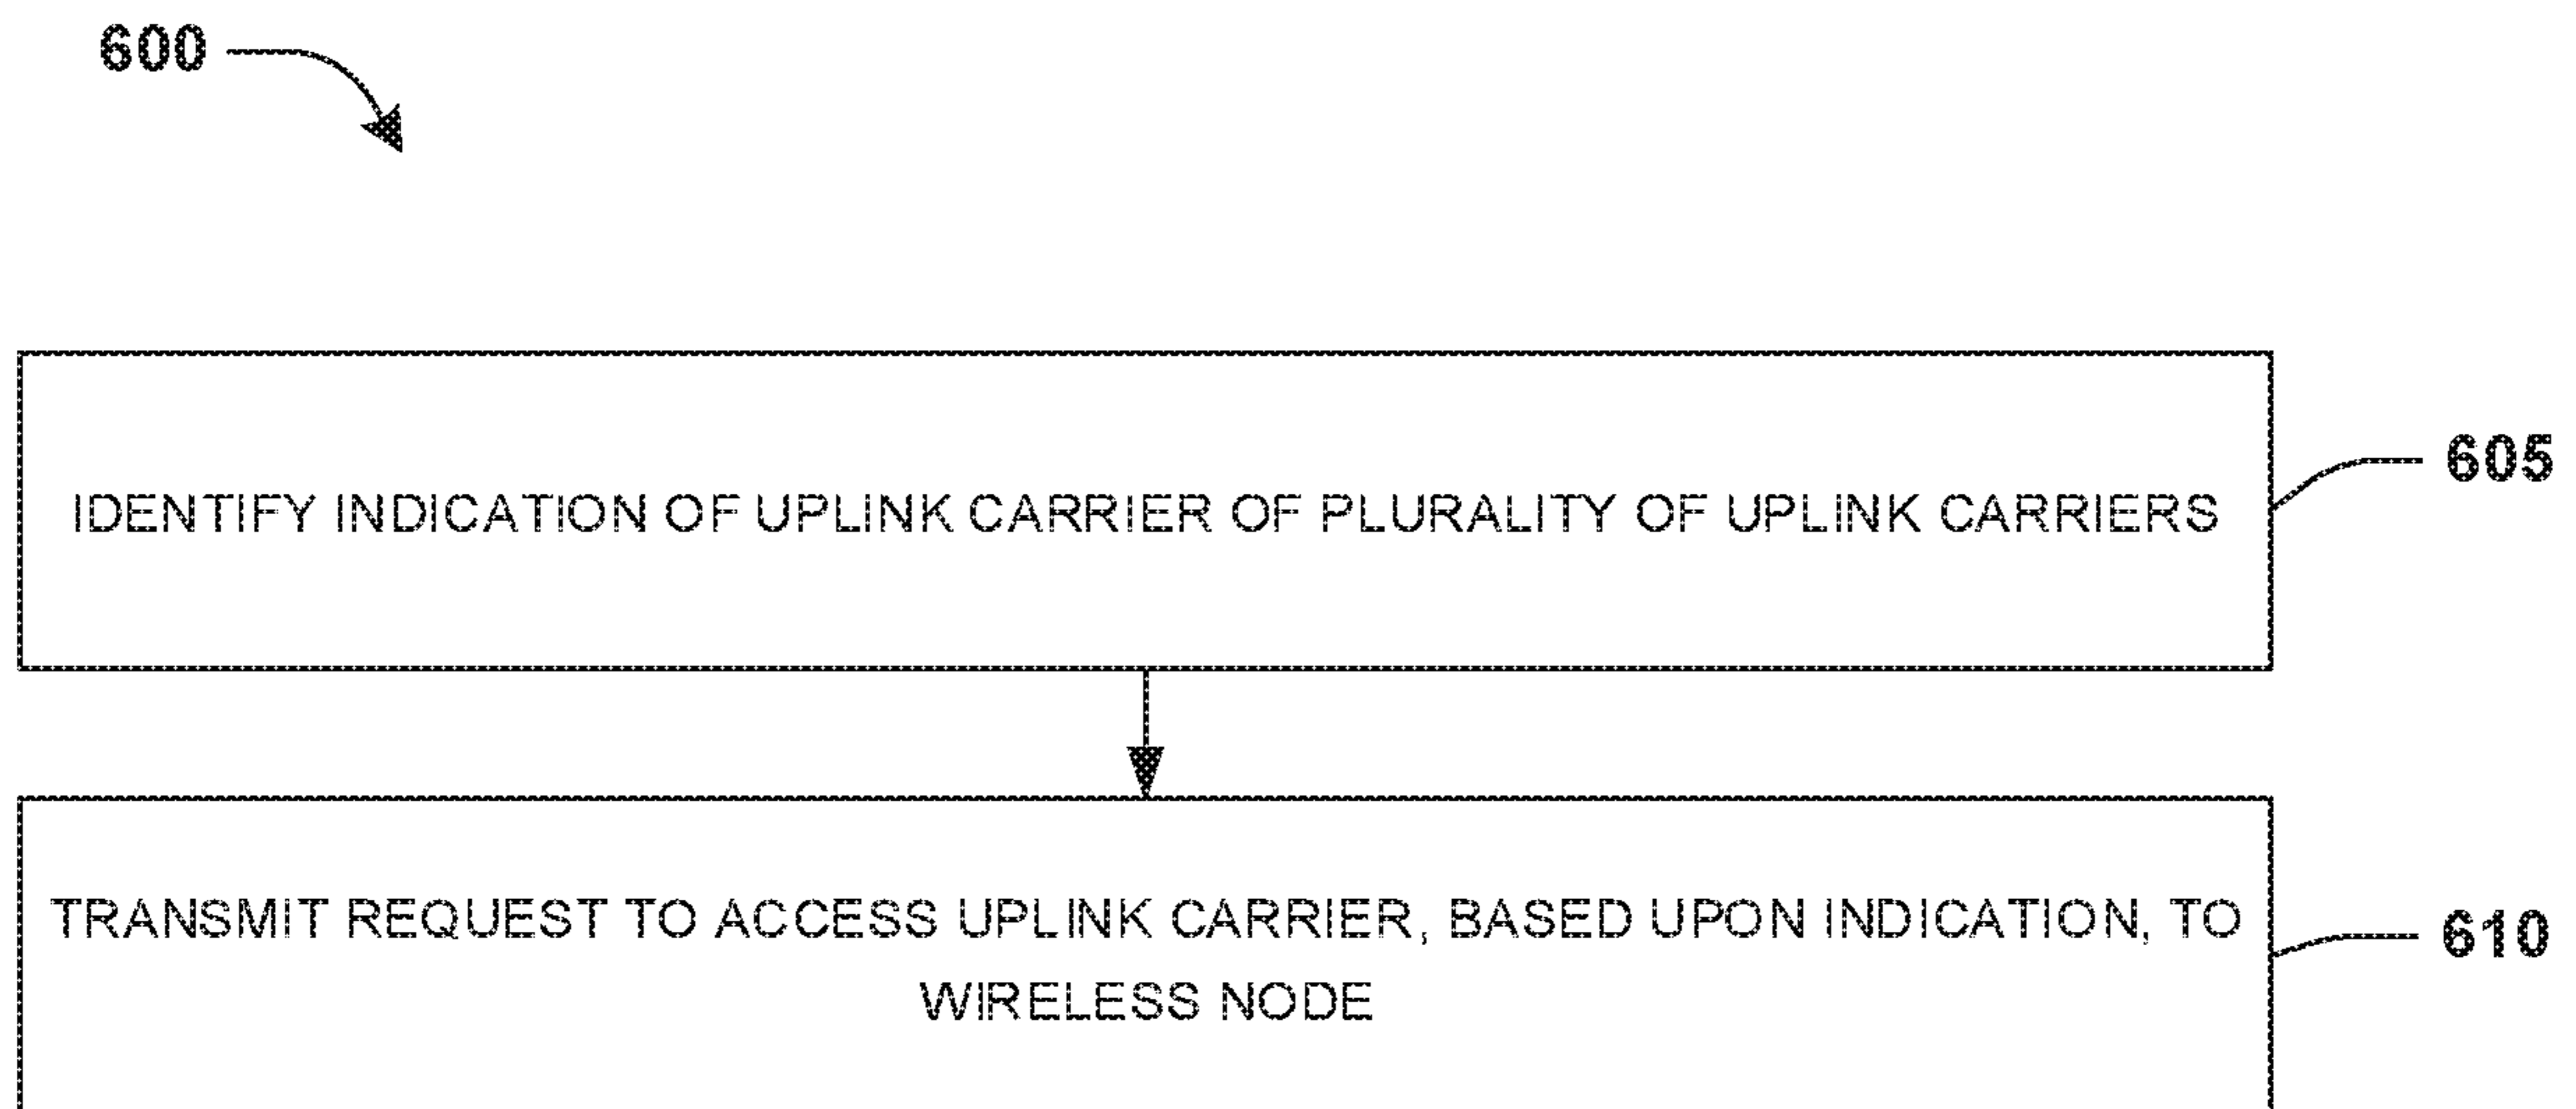 600
IDENTIFY INDICATION OF UPLINK CARRIER OF PLURALITY OF UPLINK CARRIERS
605
TRANSMIT REQUEST TO ACCESS UPLINK CARRIER, BASED UPON INDICATION, TO
WIRELESS NODE
610